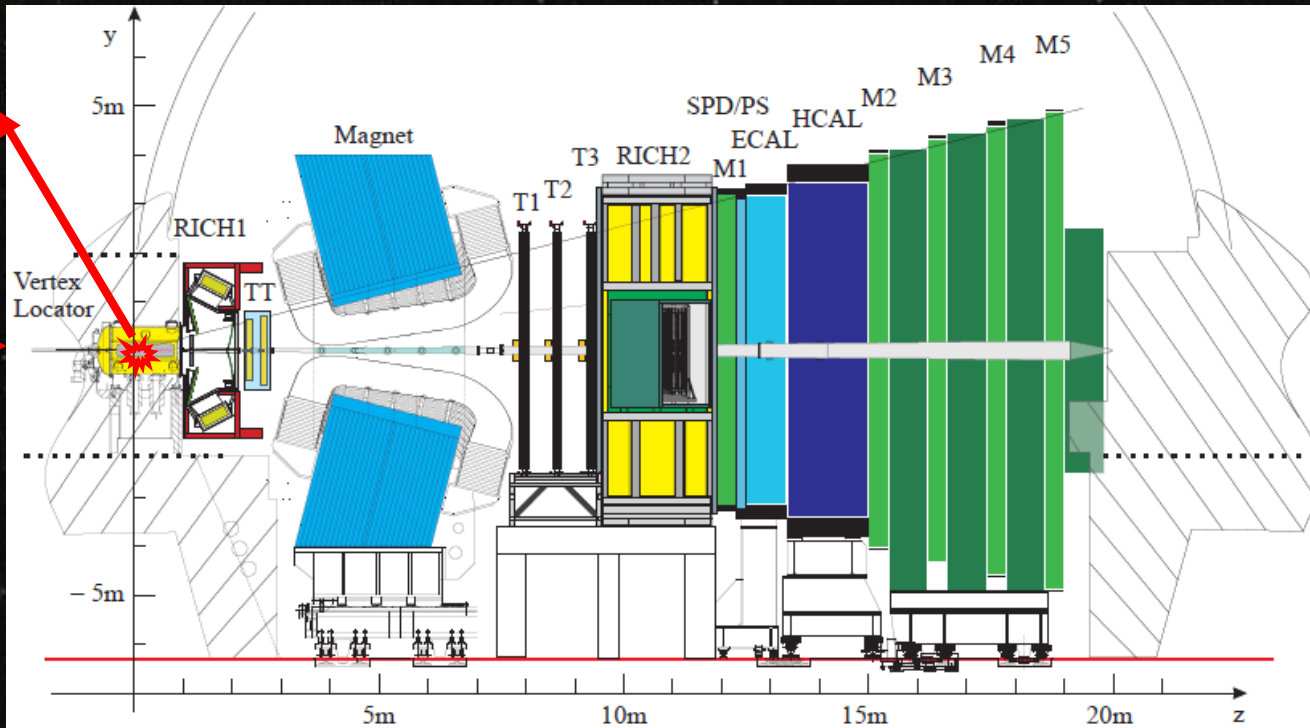 y
5m
Magnet
T1
T2
T3
RICH2
SPD/PS
M1
ECAL
HCAL
M2
M3
M4
M5
RICH1
TT
Vertex
Locator
− 5m
5m
10m
15m
20m
z